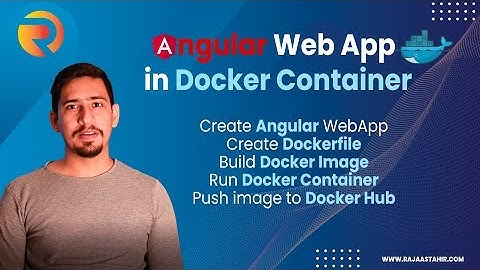 Angular Web App
in Docker Container
Create Angular WebApp
Create Dockerfile
Build Docker Image
Run Docker Container
Push image to Docker Hub
WWW.RAJAASTAHIR.COM